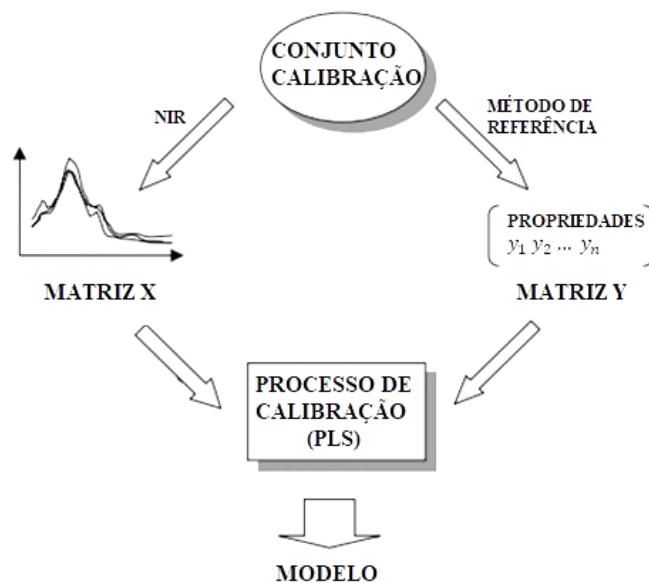 CONJUNTO
CALIBRAÇÃO
NIR
MÉTODO DE
REFERÊNCIA
PROPRIEDADES
y₁ y₂ ... yₙ
MATRIZ X
MATRIZ Y
PROCESSO DE
CALIBRAÇÃO
(PLS)
MODELO